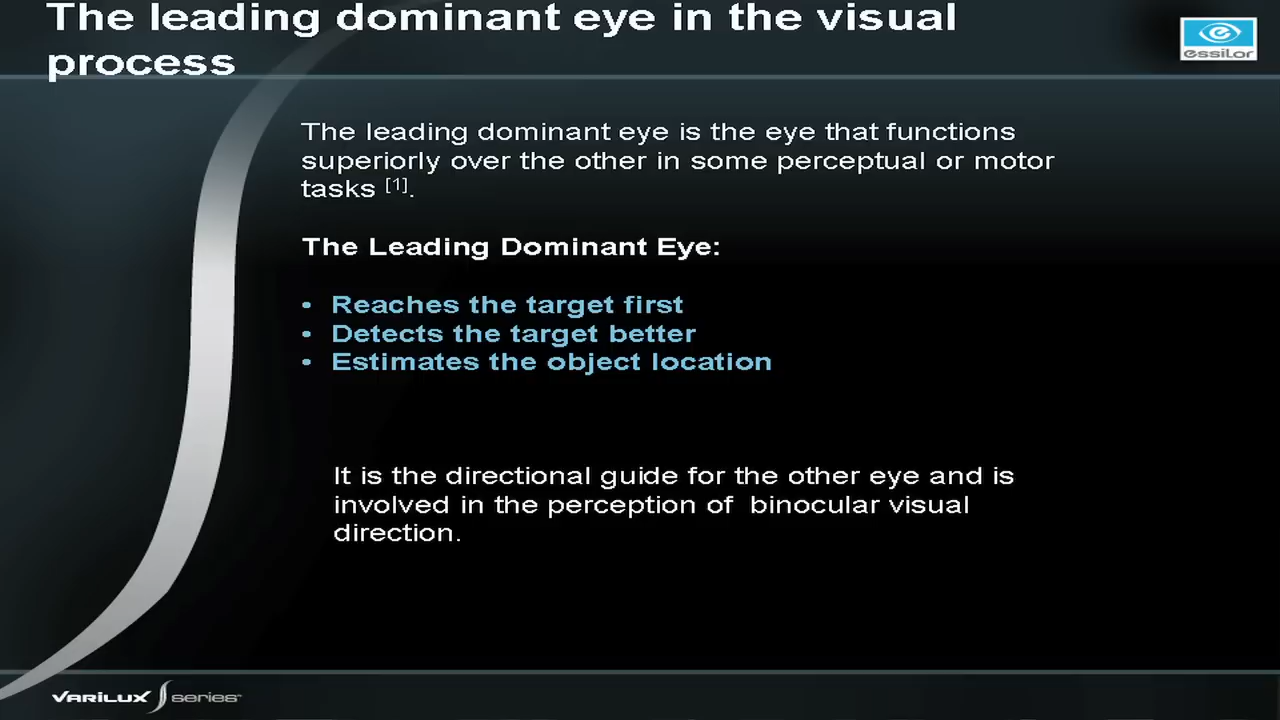 The leading dominant eye in the visual
process
essilor
The leading dominant eye is the eye that functions
superiorly over the other in some perceptual or motor
tasks [1].
The Leading Dominant Eye:
• Reaches the target first
• Detects the target better
• Estimates the object location
It is the directional guide for the other eye and is
involved in the perception of binocular visual
direction.
VARILUX S series™